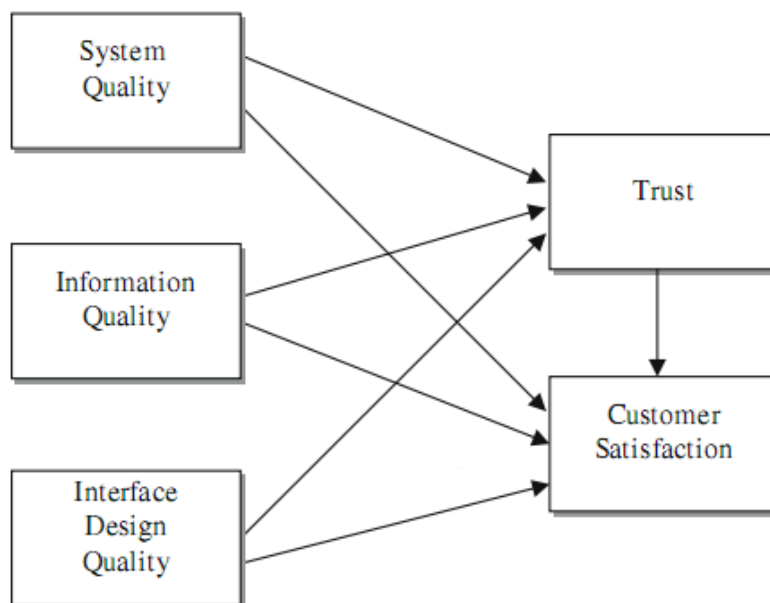 System
Quality
Trust
Information
Quality
Customer
Satisfaction
Interface
Design
Quality